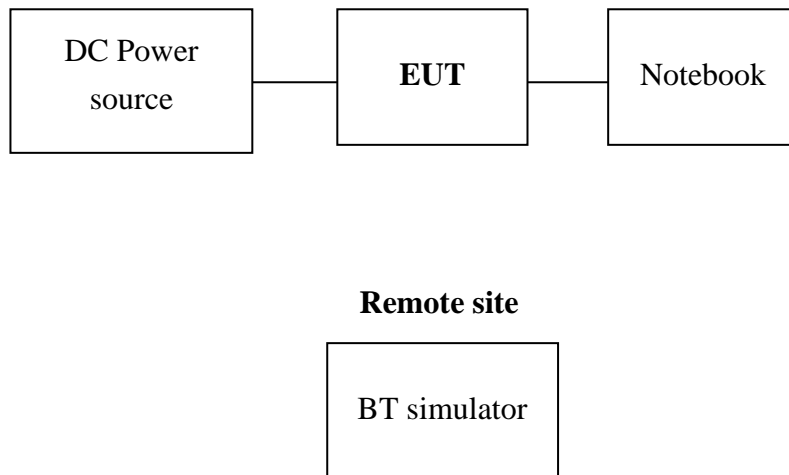 DC Power
source
EUT
Notebook
Remote site
BT simulator